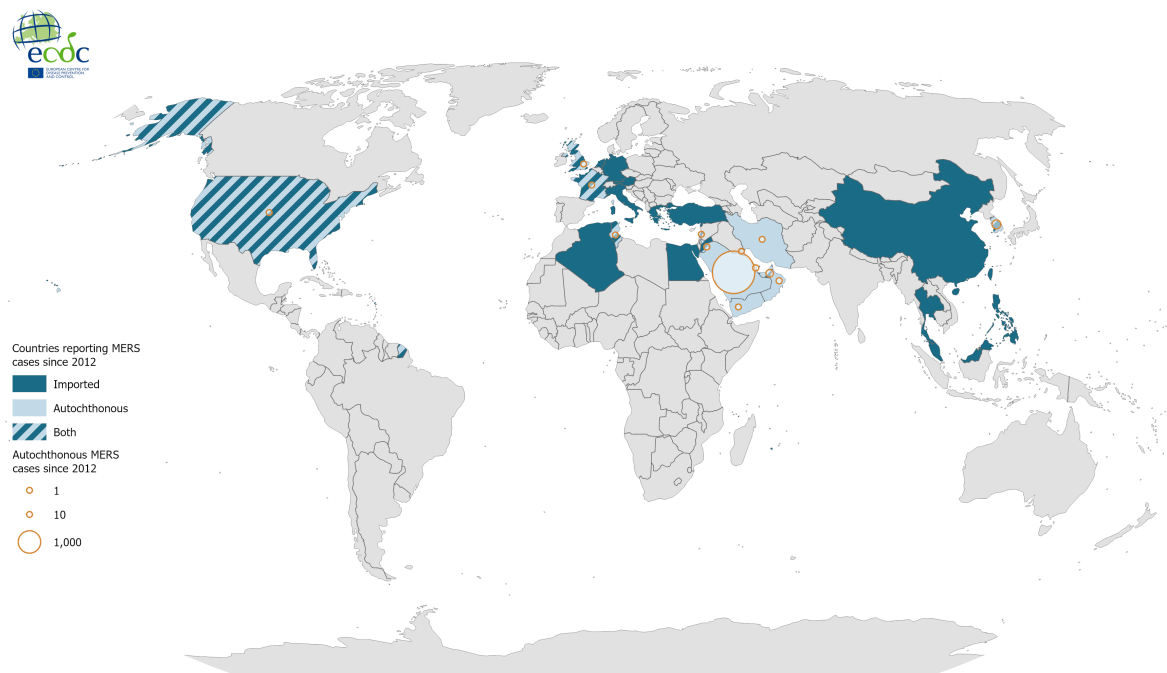 ecdc
EUROPEAN CENTRE FOR
DISEASE PREVENTION
AND CONTROL
Countries reporting MERS
cases since 2012
Imported
Autochthonous
Both
Autochthonous MERS
cases since 2012
1
10
1,000